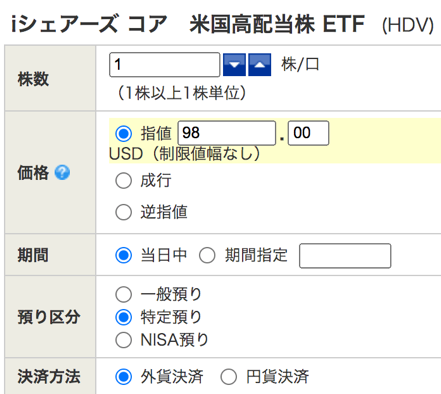 iシェアーズ コア　米国高配当株 ETF　(HDV)
株数
1
株/口
（1株以上1株単位）
価格 ?
指値 98 . 00
USD（制限値幅なし）
成行
逆指値
期間
当日中 期間指定
預り区分
一般預り
特定預り
NISA預り
決済方法
外貨決済 円貨決済